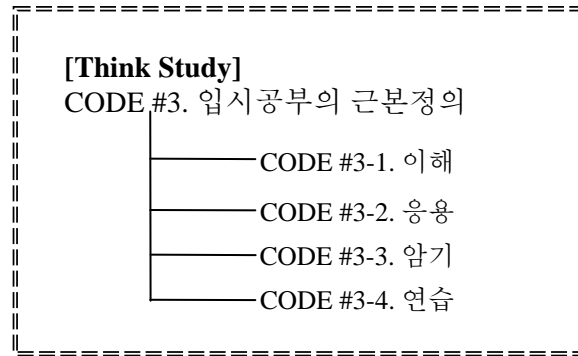 [Think Study]
CODE #3. 입시공부의 근본정의
CODE #3-1. 이해
CODE #3-2. 응용
CODE #3-3. 암기
CODE #3-4. 연습